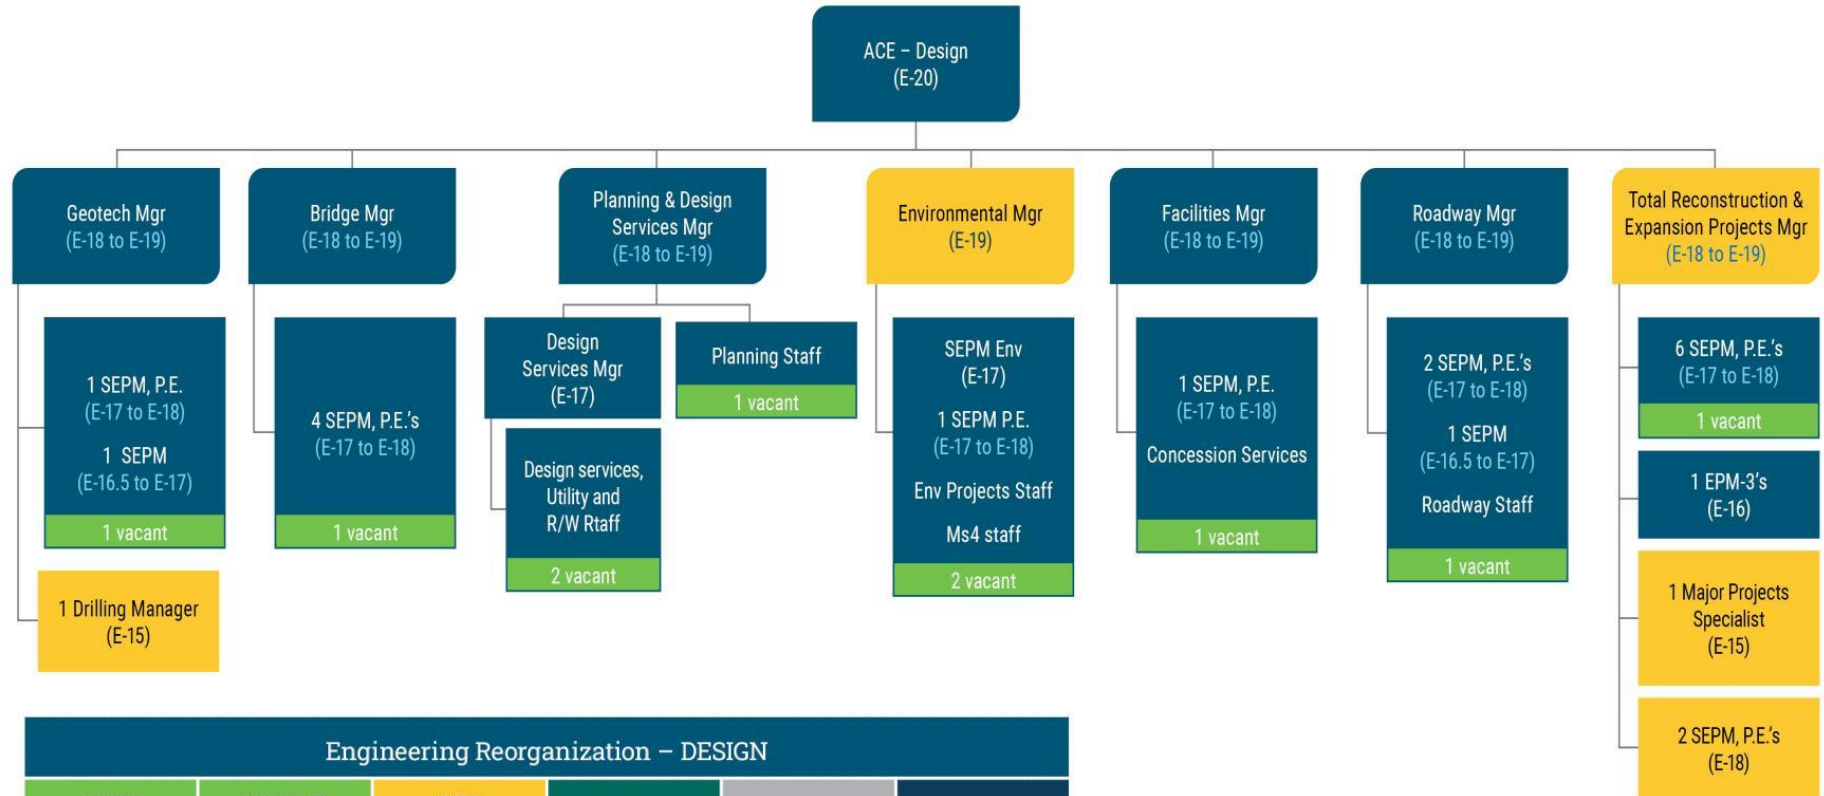 ACE – Design
(E-20)
Geotech Mgr
(E-18 to E-19)
Bridge Mgr
(E-18 to E-19)
Planning & Design
Services Mgr
(E-18 to E-19)
Environmental Mgr
(E-19)
Facilities Mgr
(E-18 to E-19)
Roadway Mgr
(E-18 to E-19)
Total Reconstruction &
Expansion Projects Mgr
(E-18 to E-19)
1 SEPM, P.E.
(E-17 to E-18)
1 SEPM
(E-16.5 to E-17)
1 vacant
1 Drilling Manager
(E-15)
4 SEPM, P.E.'s
(E-17 to E-18)
1 vacant
Design
Services Mgr
(E-17)
Design services,
Utility and
R/W Rtaff
2 vacant
Planning Staff
1 vacant
SEPM Env
(E-17)
1 SEPM P.E.
(E-17 to E-18)
Env Projects Staff
Ms4 staff
2 vacant
1 SEPM, P.E.
(E-17 to E-18)
Concession Services
1 vacant
2 SEPM, P.E.'s
(E-17 to E-18)
1 SEPM
(E-16.5 to E-17)
Roadway Staff
1 vacant
6 SEPM, P.E.'s
(E-17 to E-18)
1 vacant
1 EPM-3's
(E-16)
1 Major Projects
Specialist
(E-15)
2 SEPM, P.E.'s
(E-18)
Engineering Reorganization – DESIGN